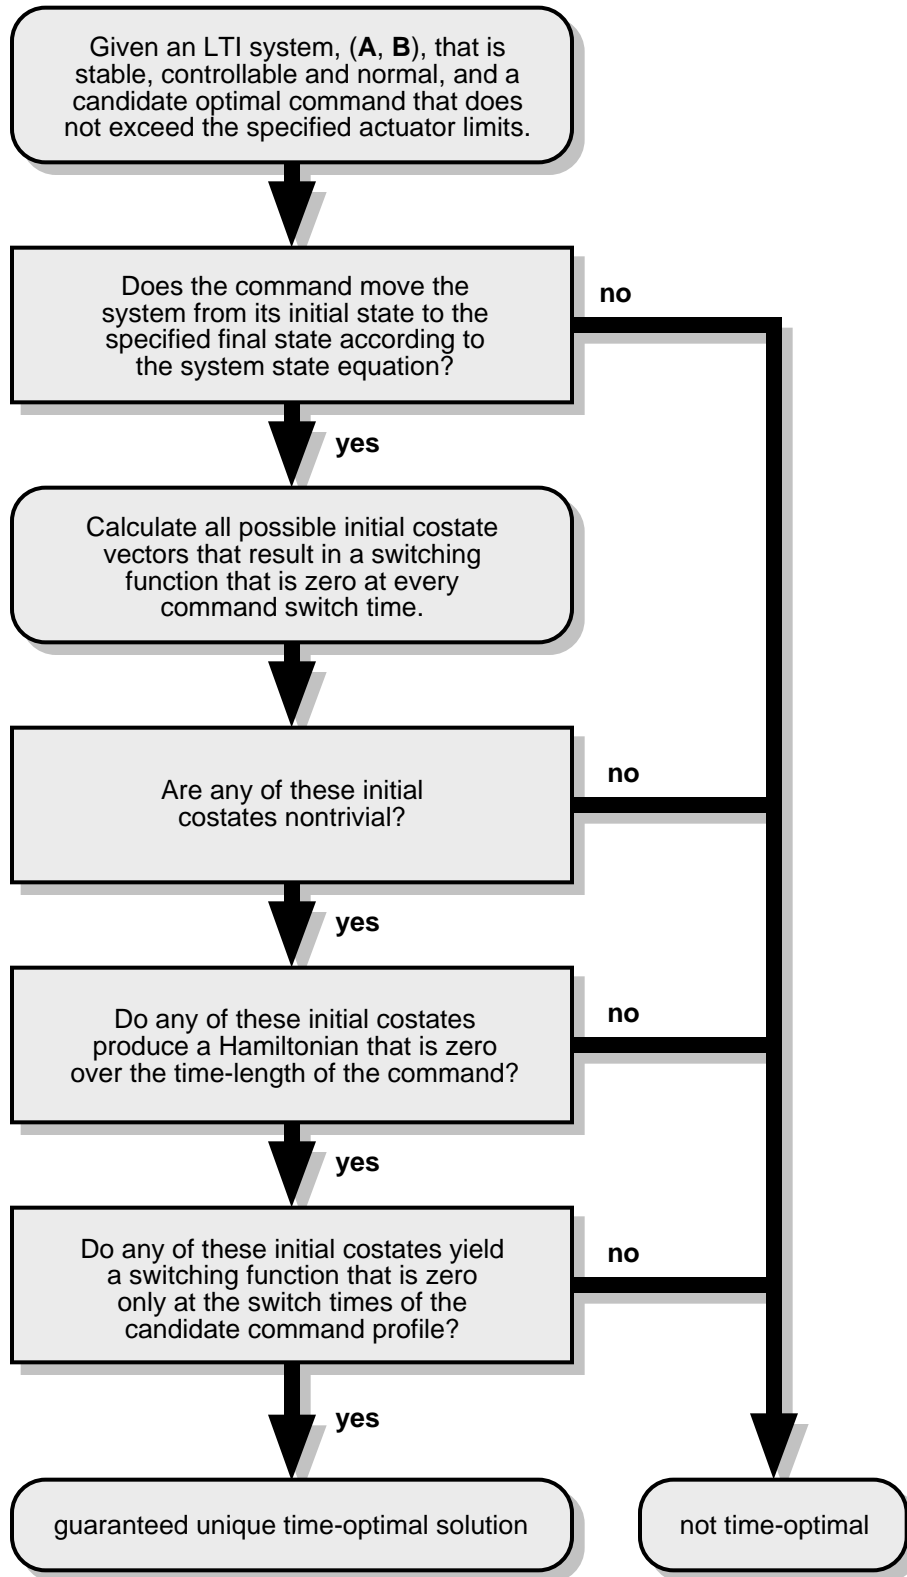 Given an LTI system, (A, B), that is
stable, controllable and normal, and a
candidate optimal command that does
not exceed the specified actuator limits.
Does the command move the
system from its initial state to the
specified final state according to
the system state equation?
no
yes
Calculate all possible initial costate
vectors that result in a switching
function that is zero at every
command switch time.
Are any of these initial
costates nontrivial?
no
yes
Do any of these initial costates
produce a Hamiltonian that is zero
over the time-length of the command?
no
yes
Do any of these initial costates yield
a switching function that is zero
only at the switch times of the
candidate command profile?
no
yes
guaranteed unique time-optimal solution
not time-optimal